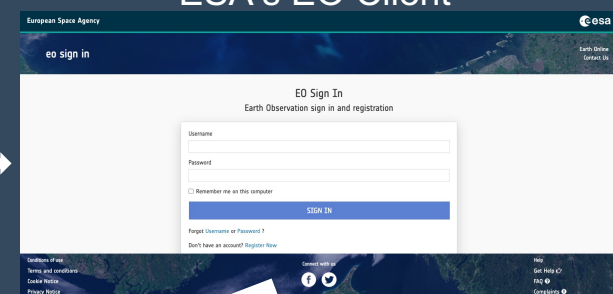 ESA's EO Client
European Space Agency
esa
eo sign in
Earth Online
Contact Us
EO Sign In
Earth Observation sign in and registration
Username
Password
Remember me on this computer
SIGN IN
Forgot Username or Password ?
Don't have an account? Register Now
Conditions of use
Terms and conditions
Cookie Notice
Privacy Notice
Connect with us
Help
Get Help
FAQ
Complaints